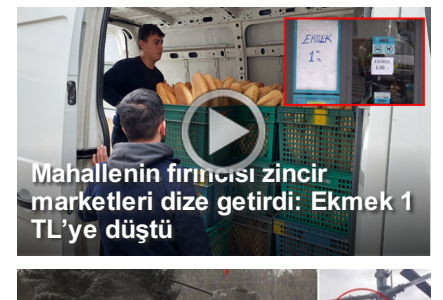 EKMEK
1
Mahallenin fırıncısı zincir
marketleri dize getirdi: Ekmek 1
TL'ye düştü